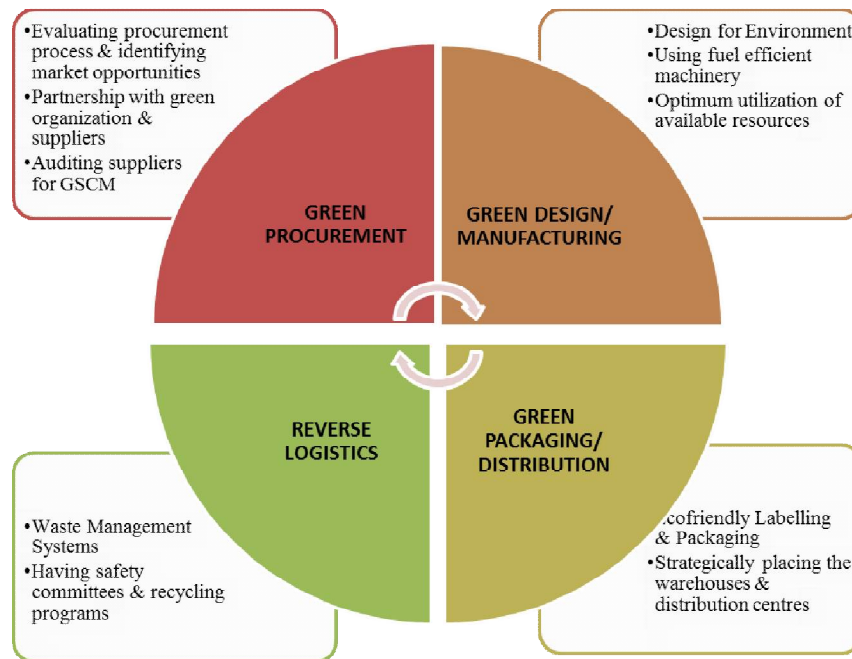 •Evaluating procurement
process & identifying
market opportunities
•Partnership with green
organization &
suppliers
•Auditing suppliers
for GSCM
•Design for Environment
•Using fuel efficient
machinery
•Optimum utilization of
available resources
GREEN
PROCUREMENT
GREEN DESIGN/
MANUFACTURING
REVERSE
LOGISTICS
GREEN
PACKAGING/
DISTRIBUTION
•Waste Management
Systems
•Having safety
committees & recycling
programs
cofriendly Labelling
& Packaging
•Strategically placing the
warehouses &
distribution centres